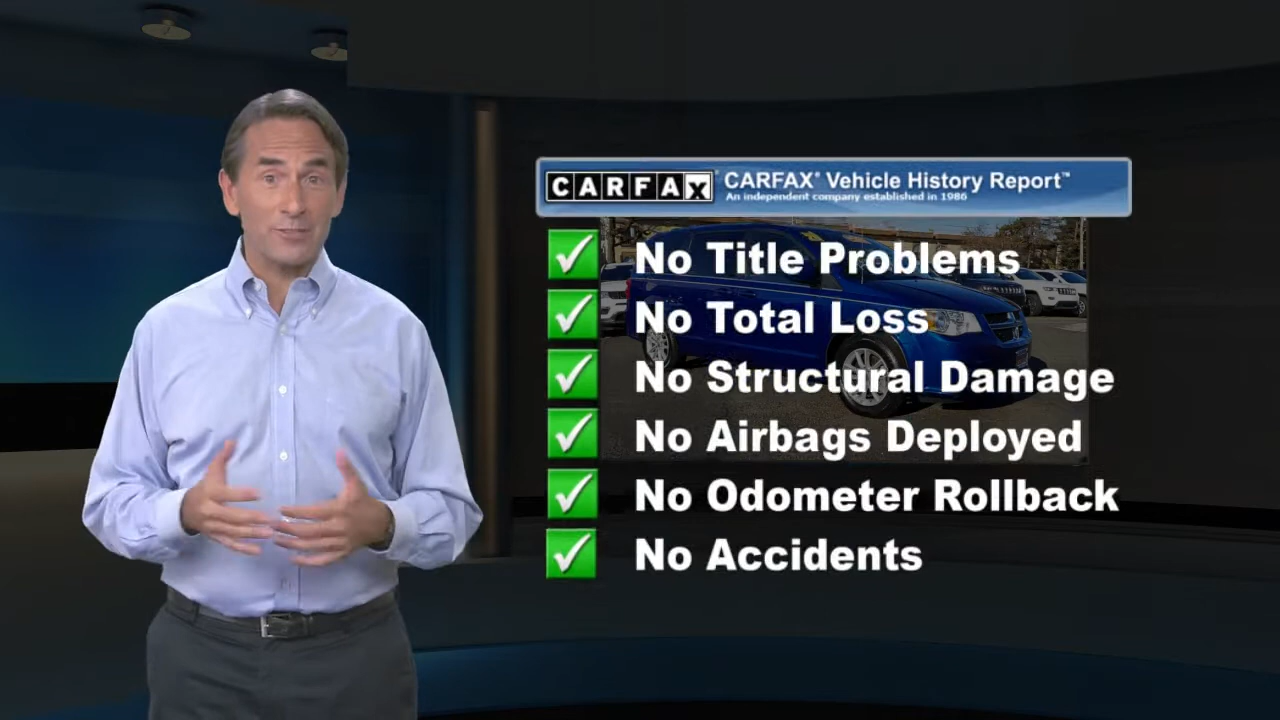 CARFAX CARFAX® Vehicle History Report™
An independent company established in 1986
No Title Problems
No Total Loss
No Structural Damage
No Airbags Deployed
No Odometer Rollback
No Accidents